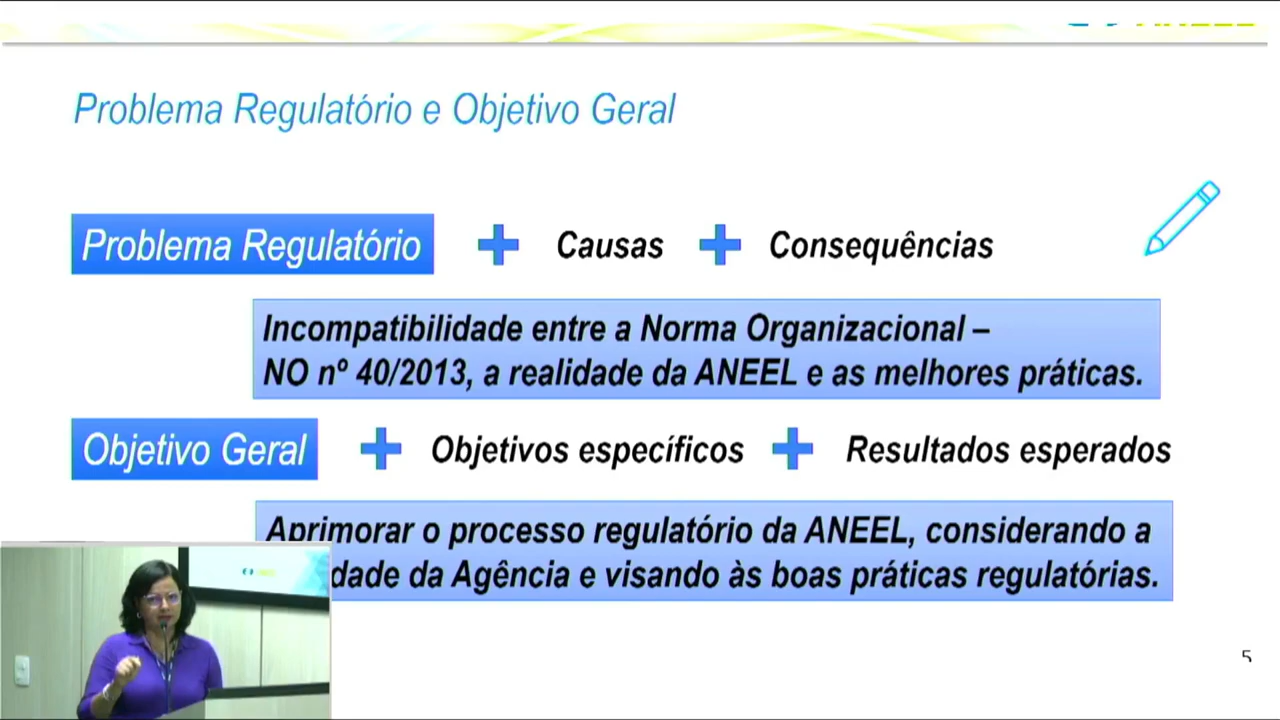 Problema Regulatório e Objetivo Geral
Problema Regulatório + Causas + Consequências
Incompatibilidade entre a Norma Organizacional –
NO nº 40/2013, a realidade da ANEEL e as melhores práticas.
Objetivo Geral + Objetivos específicos + Resultados esperados
Aprimorar o processo regulatório da ANEEL, considerando a
dade da Agência e visando às boas práticas regulatórias.
5